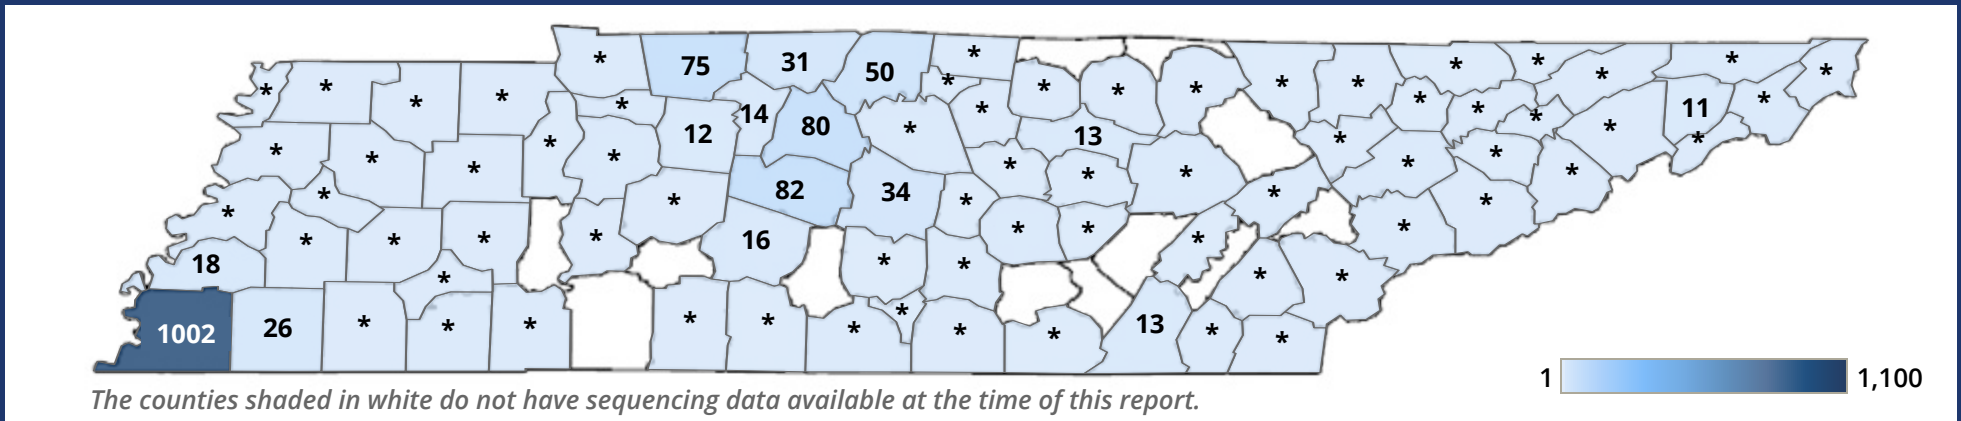 * 75 31 50 * * * * * * * * * * * *
* * * * * * 14 80 * * 13 * * * * 11 *
* * * * * 12 * * * * * * *
* * * * 82 34 * * * * *
18 * * * * * 16 * * * * * *
1002 26 * * * * * * * * * * 13 * * *
1 1,100
The counties shaded in white do not have sequencing data available at the time of this report.